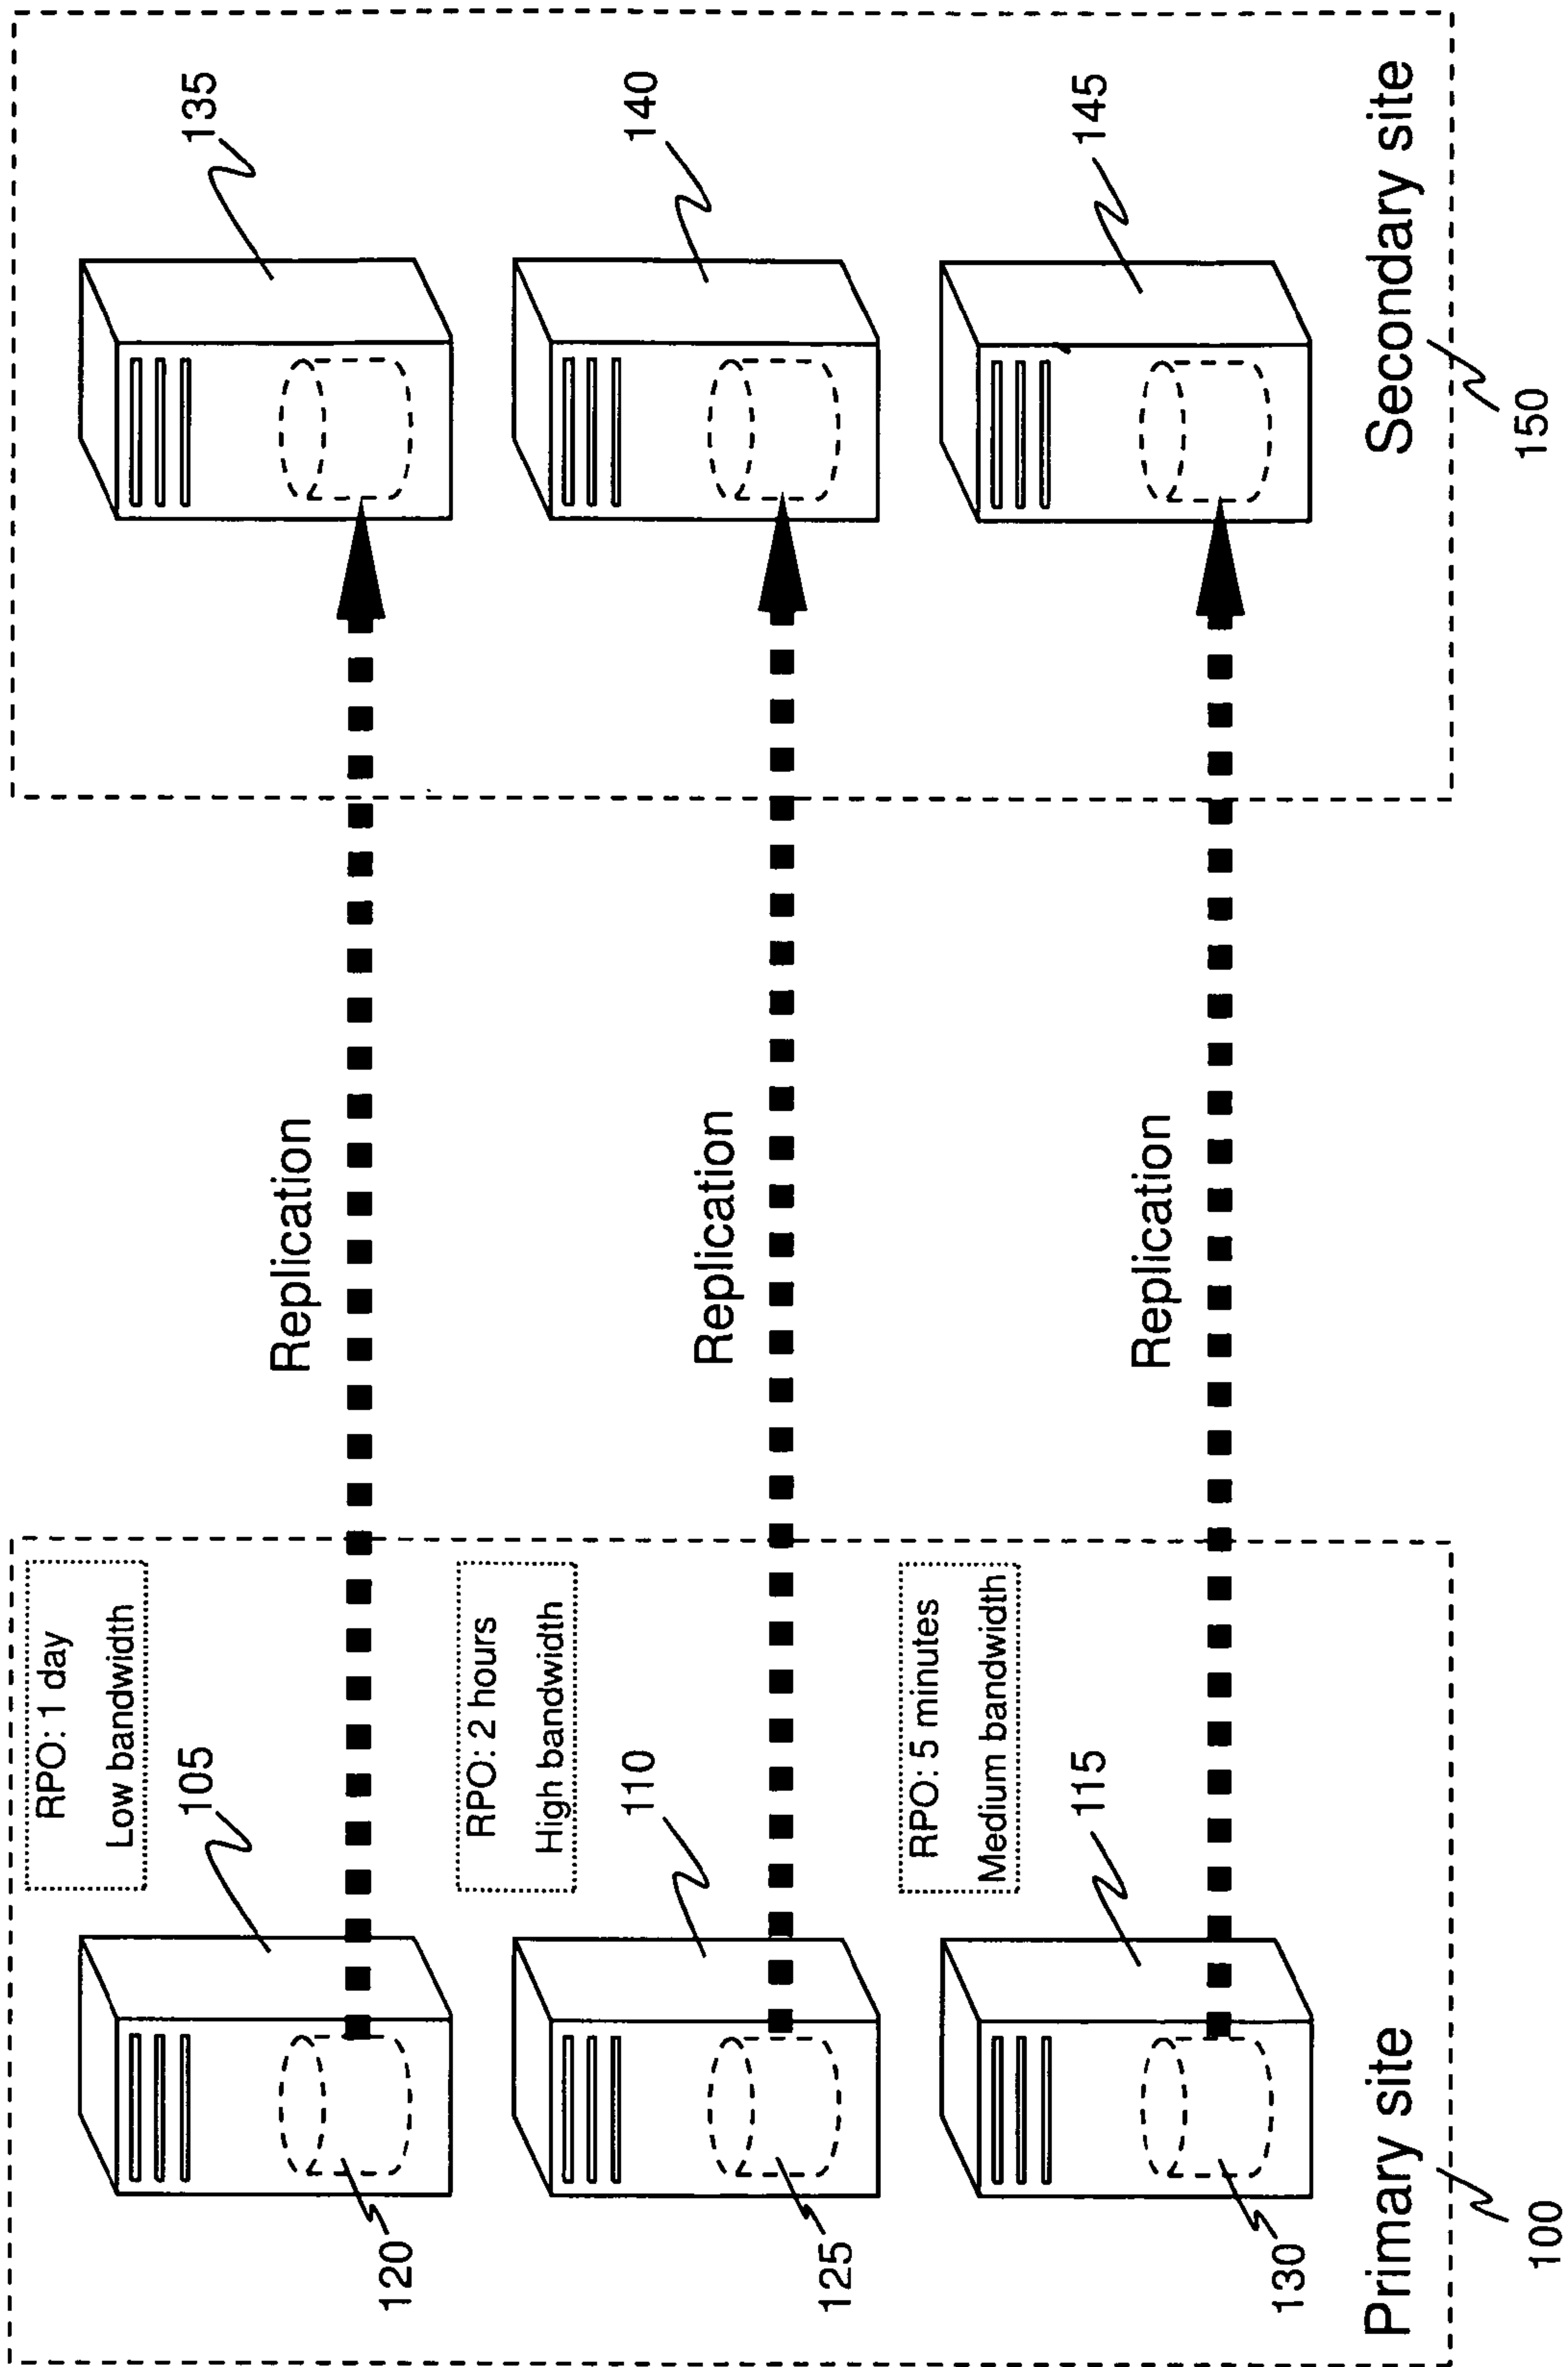 RPO: 1 day
Low bandwidth
105
120
Replication
135
RPO: 2 hours
High bandwidth
110
125
Replication
140
RPO: 5 minutes
Medium bandwidth
115
130
Replication
145
Primary site
100
Secondary site
150